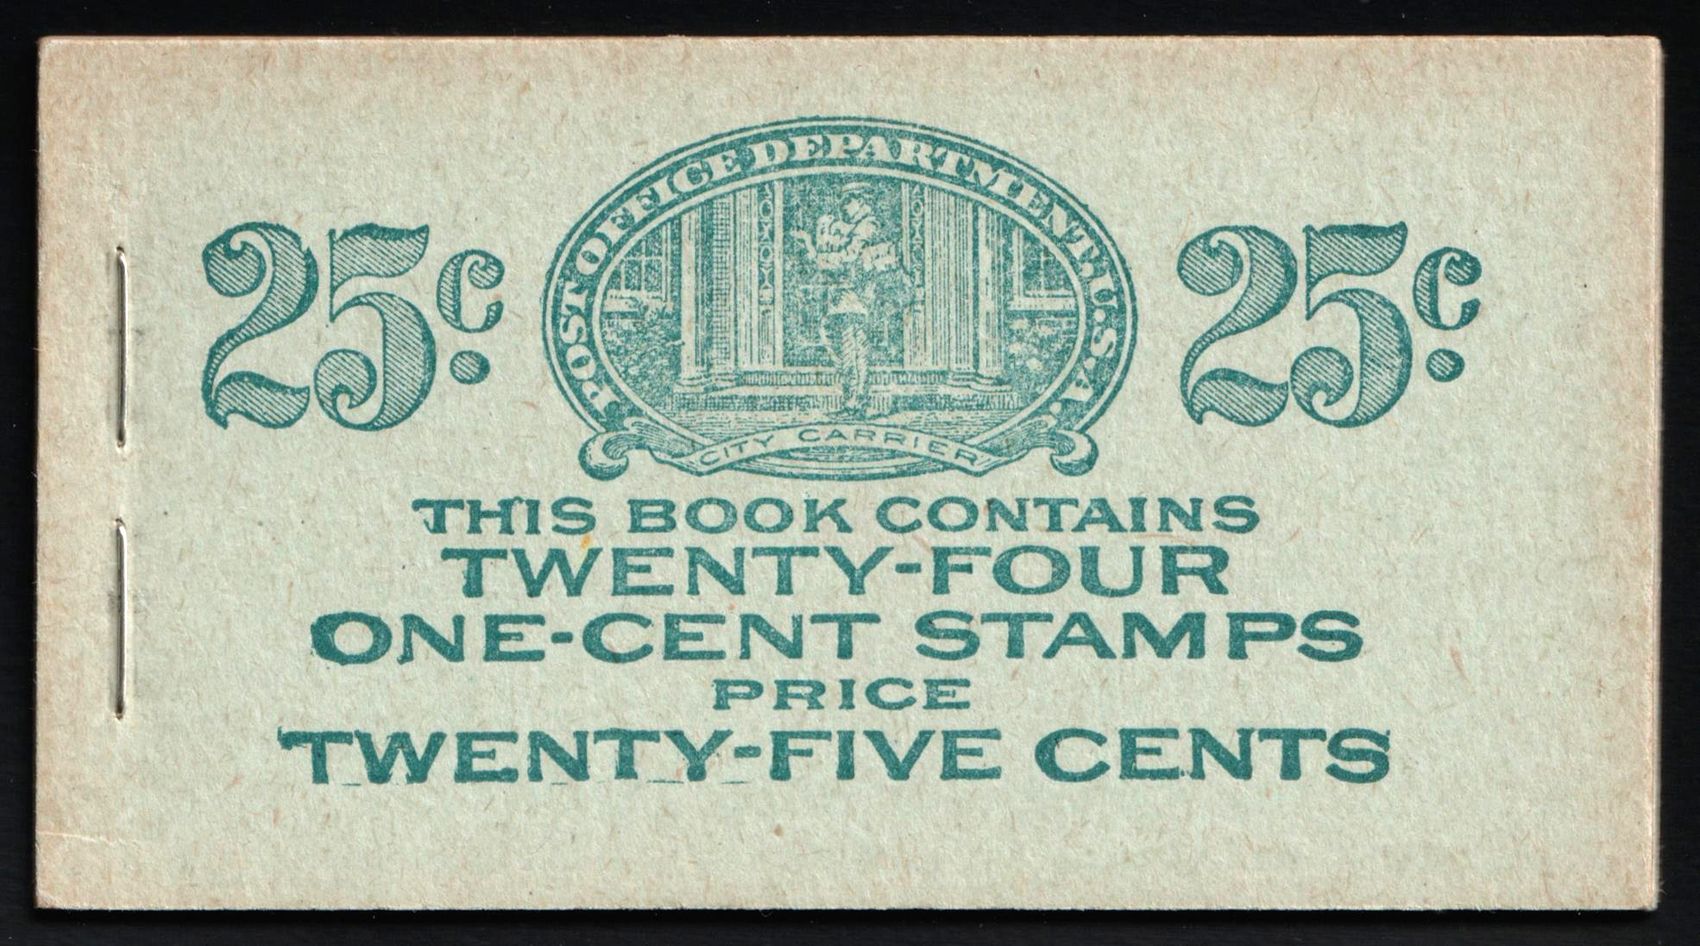 POST OFFICE DEPARTMENT. U.S.A.
25c. 25c.
CITY CARRIER
THIS BOOK CONTAINS
TWENTY-FOUR
ONE-CENT STAMPS
PRICE
TWENTY-FIVE CENTS